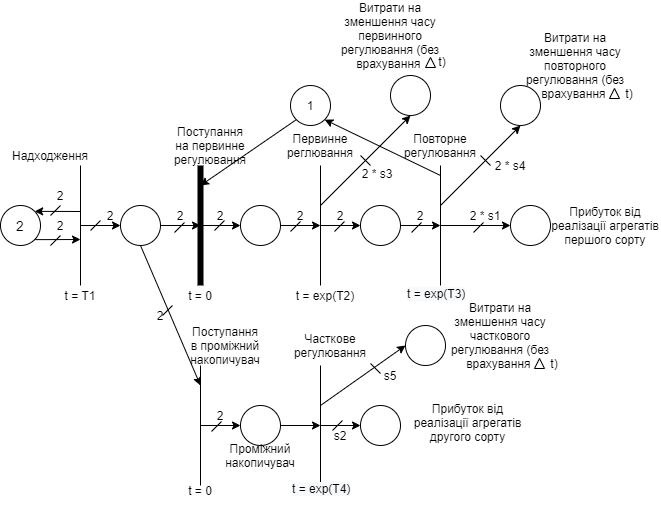 Витрати на
зменшення часу
первинного
регулювання (без
врахування Δ t)
Витрати на
зменшення часу
повторного
регулювання (без
врахування Δ t)
1
Поступання
на первинне
регулювання
Первинне
реглювання
Повторне
регулювання
Надходження
2 * s3
2 * s4
2
2
2
2
2
2
2
2
2
2 * s1
Прибуток від
реалізації агрегатів
першого сорту
t = T1
t = 0
t = exp(T2)
t = exp(T3)
2
Поступання
в проміжний
накопичувач
Часткове
регулювання
Витрати на
зменшення часу
часткового
регулювання (без
врахування Δ t)
s5
2
s2
Прибуток від
реалізації агрегатів
другого сорту
Проміжний
накопичувач
t = 0
t = exp(T4)